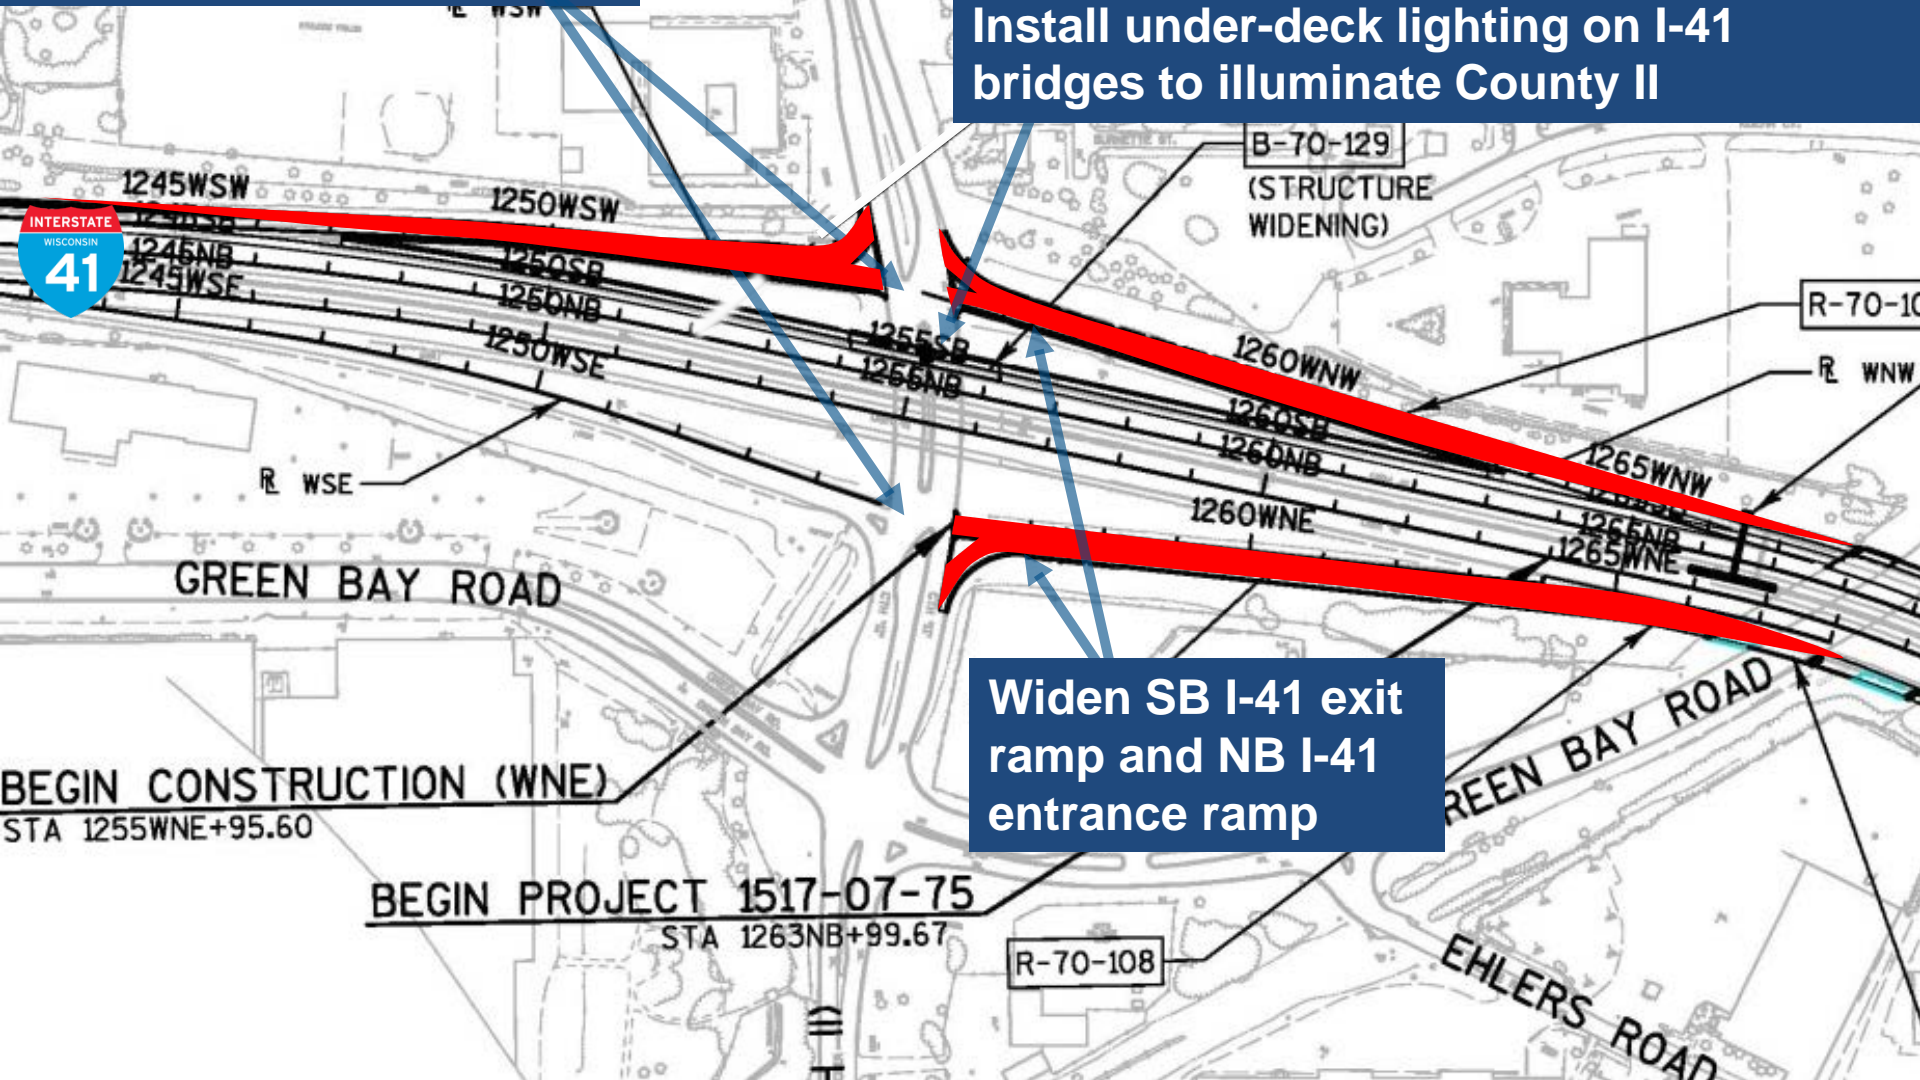 WSW
Install under-deck lighting on I-41
bridges to illuminate County II
B-70-129
(STRUCTURE
WIDENING)
1245WSW
1250WSW
INTERSTATE
WISCONSIN
41
1245SB
1245NB
1245WSE
1250SB
1250NB
1250WSE
1255SB
1255NB
1260WNW
R-70-10
WNW
1260SB
1260NB
1265WNW
WSE
1260WNE
1265NB
1265WNE
GREEN BAY ROAD
Widen SB I-41 exit
ramp and NB I-41
entrance ramp
REEN BAY ROAD
BEGIN CONSTRUCTION (WNE)
STA 1255WNE+95.60
BEGIN PROJECT 1517-07-75
STA 1263NB+99.67
R-70-108
EHLERS ROAD